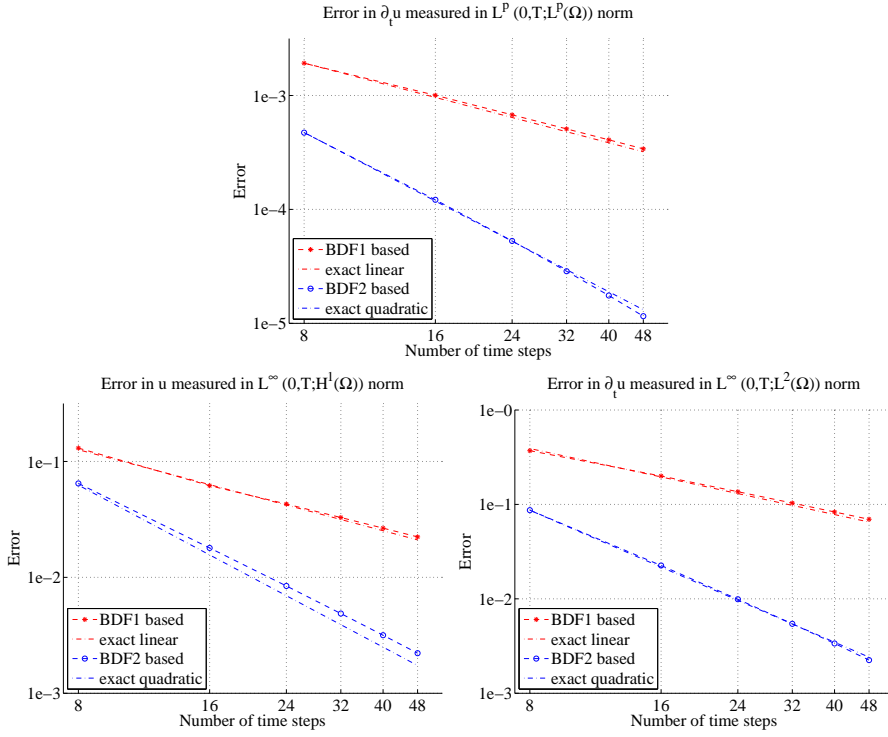 Error in ∂_t u measured in L^p (0,T;L^p(Ω)) norm
Error
1e−3
1e−4
1e−5
BDF1 based
exact linear
BDF2 based
exact quadratic
8 16 24 32 40 48
Number of time steps
Error in u measured in L^∞ (0,T;H^1(Ω)) norm
Error
1e−1
1e−2
1e−3
BDF1 based
exact linear
BDF2 based
exact quadratic
8 16 24 32 40 48
Number of time steps
Error in ∂_t u measured in L^∞ (0,T;L^2(Ω)) norm
Error
1e−0
1e−1
1e−2
1e−3
BDF1 based
exact linear
BDF2 based
exact quadratic
8 16 24 32 40 48
Number of time steps